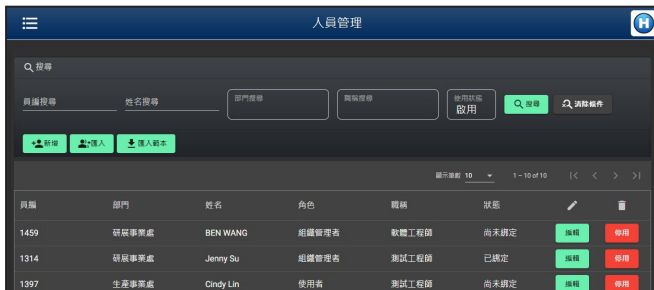 人員管理
H
搜尋
員編搜尋 姓名搜尋 部門搜尋 職稱搜尋 使用狀態 啟用 搜尋 清除條件
新增 匯入 匯入範本
顯示筆數 10 1 – 10 of 10
員編 部門 姓名 角色 職稱 狀態
1459 研展事業處 BEN WANG 組織管理者 軟體工程師 尚未綁定 編輯 停用
1314 研展事業處 Jenny Su 組織管理者 測試工程師 已綁定 編輯 停用
1397 生產事業處 Cindy Lin 使用者 測試工程師 尚未綁定 編輯 停用